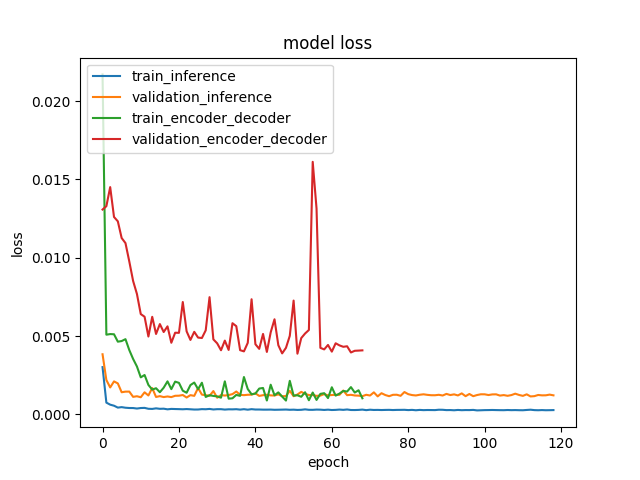 model loss
train_inference
validation_inference
train_encoder_decoder
validation_encoder_decoder
loss
0.020
0.015
0.010
0.005
0.000
0 20 40 60 80 100 120
epoch